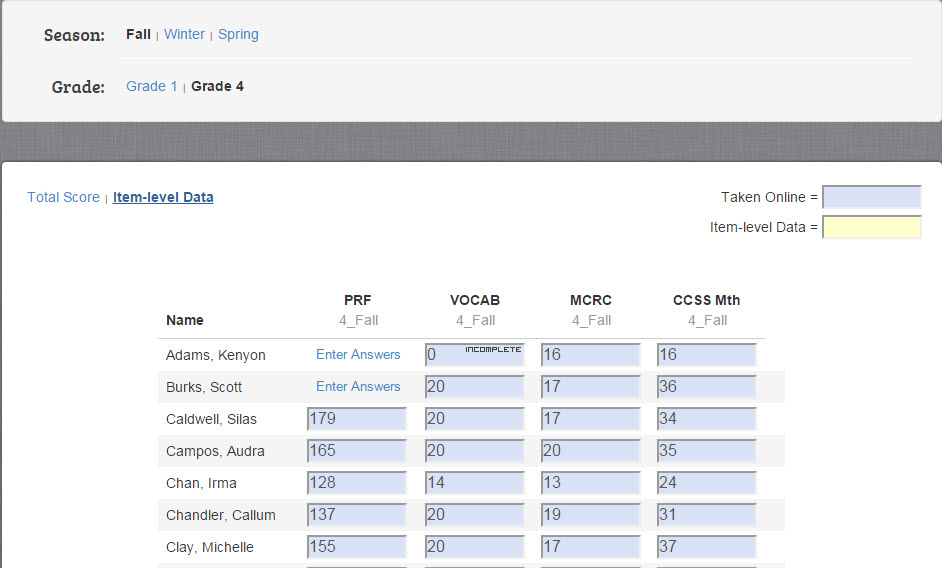 Season: Fall | Winter | Spring
Grade: Grade 1 | Grade 4
Total Score | Item-level Data
Taken Online =
Item-level Data =
PRF VOCAB MCRC CCSS Mth
Name 4_Fall 4_Fall 4_Fall 4_Fall
Adams, Kenyon Enter Answers 0 INCOMPLETE 16 16
Burks, Scott Enter Answers 20 17 36
Caldwell, Silas 179 20 17 34
Campos, Audra 165 20 20 35
Chan, Irma 128 14 13 24
Chandler, Callum 137 20 19 31
Clay, Michelle 155 20 17 37